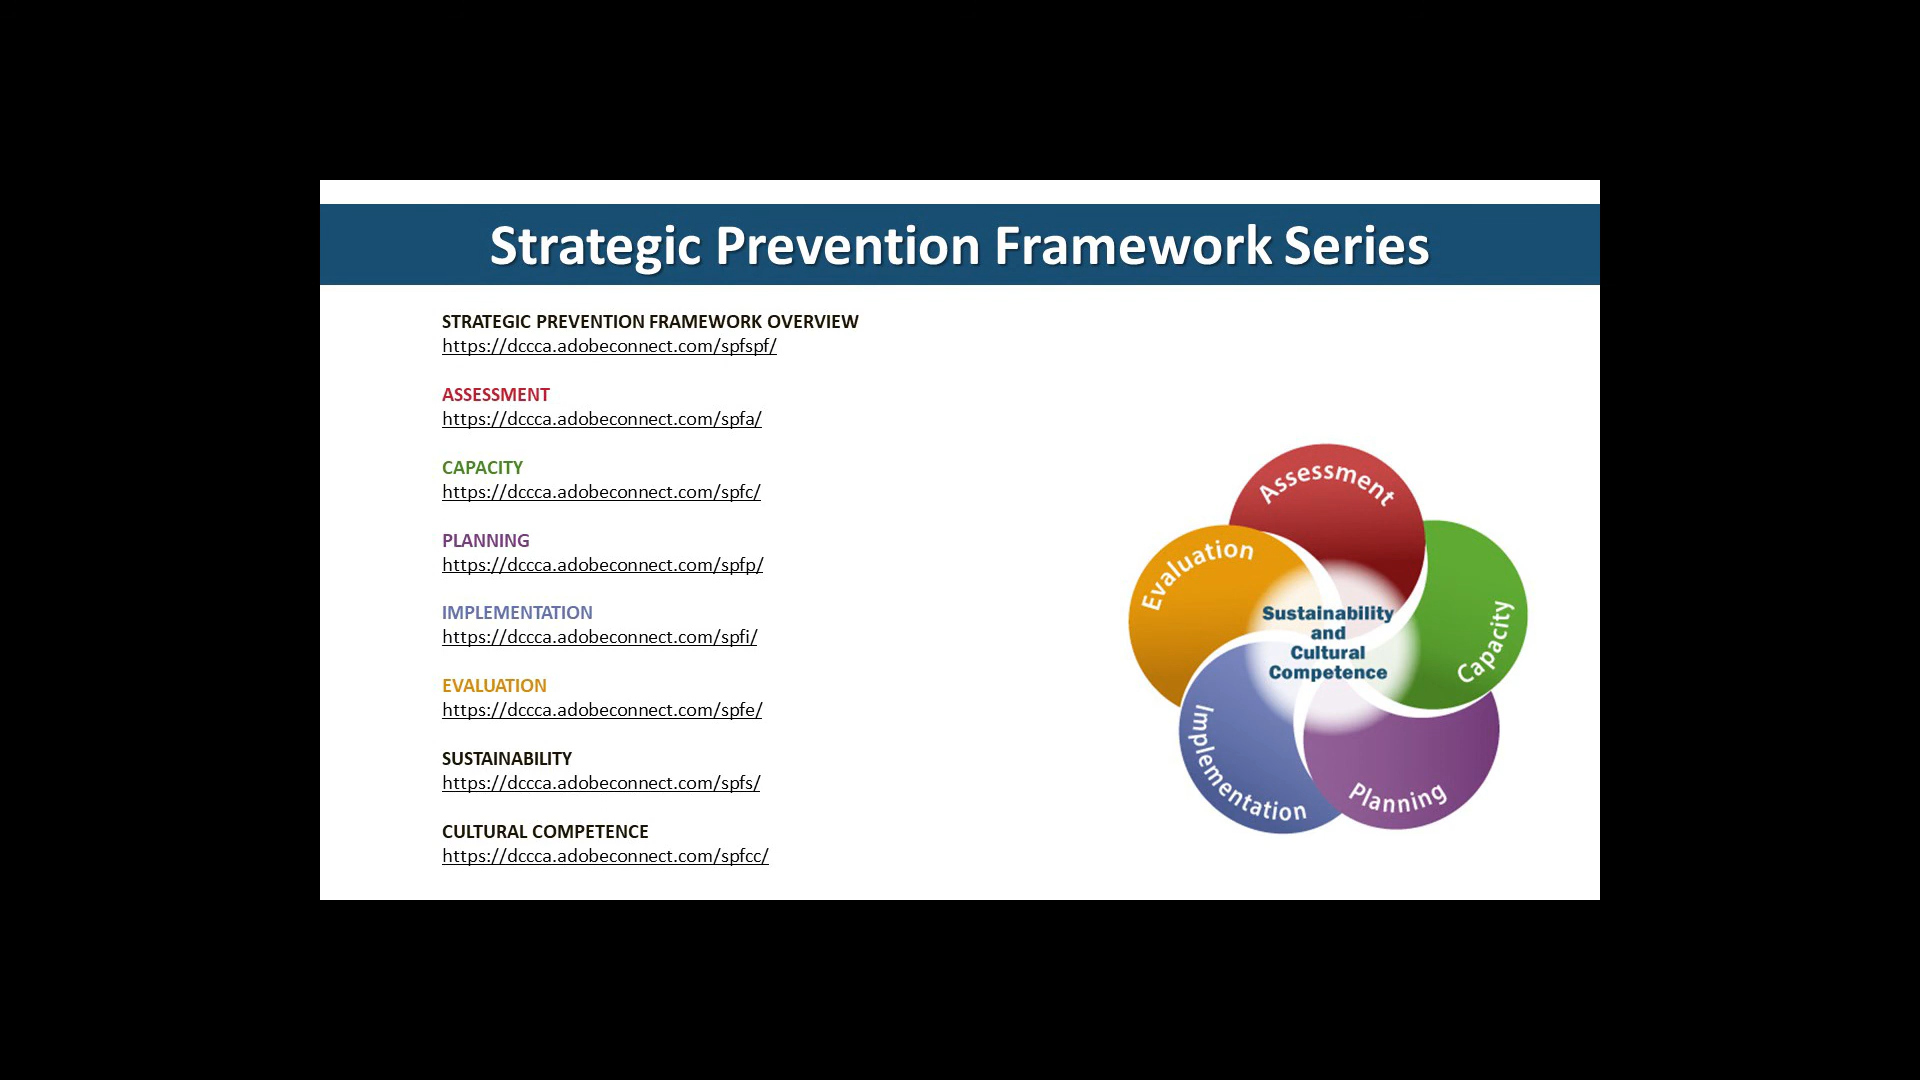 Strategic Prevention Framework Series
STRATEGIC PREVENTION FRAMEWORK OVERVIEW
https://dccca.adobeconnect.com/spfspf/
ASSESSMENT
https://dccca.adobeconnect.com/spfa/
CAPACITY
https://dccca.adobeconnect.com/spfc/
PLANNING
https://dccca.adobeconnect.com/spfp/
IMPLEMENTATION
https://dccca.adobeconnect.com/spfi/
EVALUATION
https://dccca.adobeconnect.com/spfe/
SUSTAINABILITY
https://dccca.adobeconnect.com/spfs/
CULTURAL COMPETENCE
https://dccca.adobeconnect.com/spfcc/
Assessment
Capacity
Planning
Implementation
Evaluation
Sustainability
and
Cultural
Competence